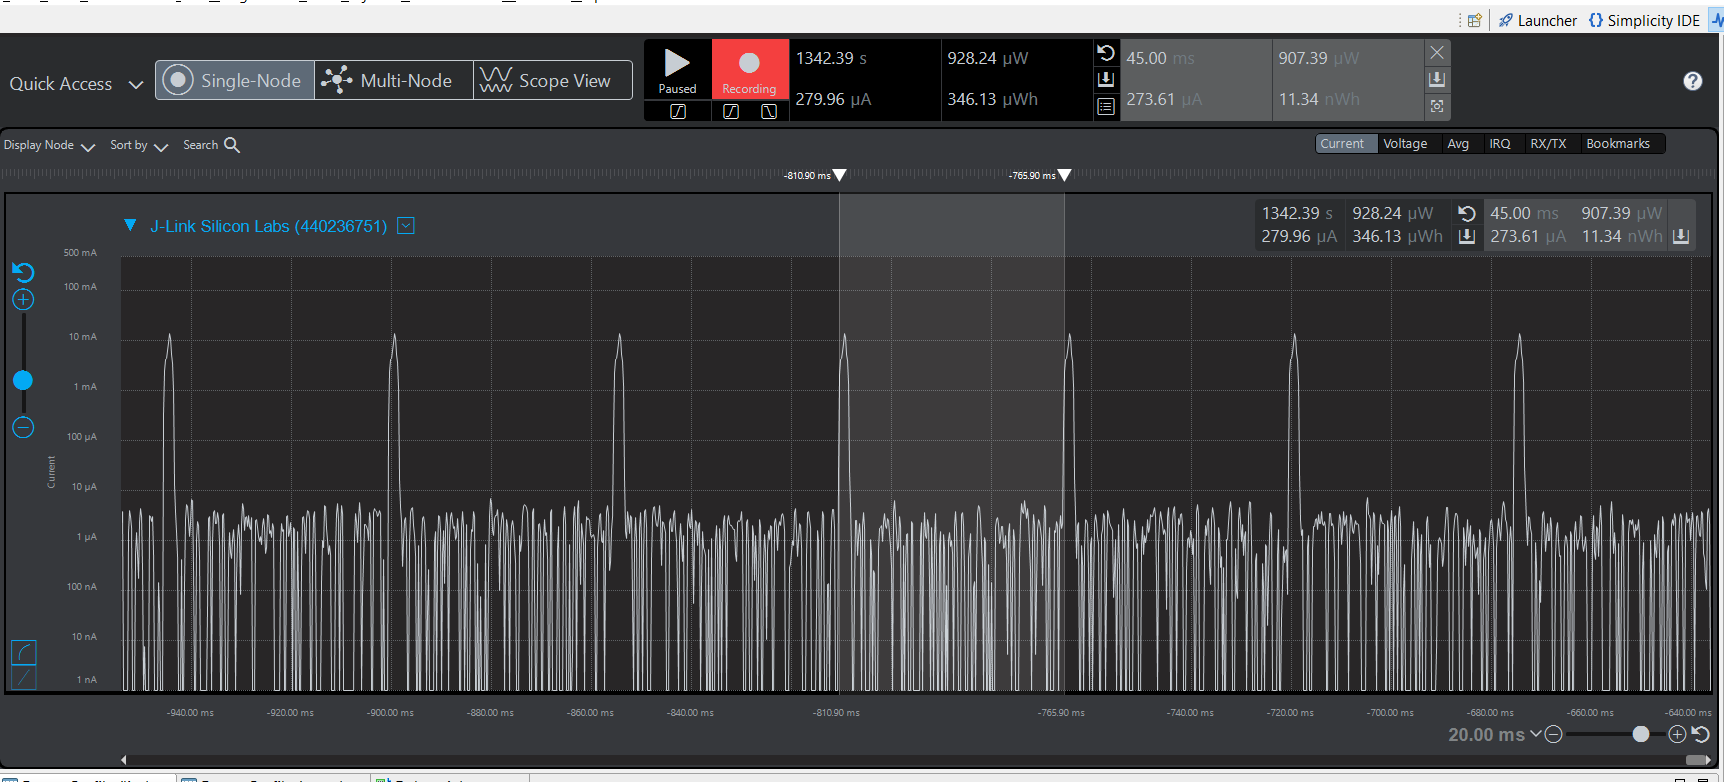 Launcher {} Simplicity IDE
Quick Access
Single-Node
Multi-Node
Scope View
Paused
Recording
1342.39 s
928.24 µW
279.96 µA
346.13 µWh
45.00 ms
907.39 µW
273.61 µA
11.34 nWh
?
Display Node
Sort by
Search
Current
Voltage
Avg
IRQ
RX/TX
Bookmarks
-810.90 ms
-765.90 ms
J-Link Silicon Labs (440236751)
1342.39 s 928.24 µW 45.00 ms 907.39 µW
279.96 µA 346.13 µWh 273.61 µA 11.34 nWh
500 mA
100 mA
10 mA
1 mA
100 µA
Current
10 µA
1 µA
100 nA
10 nA
1 nA
-940.00 ms
-920.00 ms
-900.00 ms
-880.00 ms
-860.00 ms
-840.00 ms
-810.90 ms
-765.90 ms
-740.00 ms
-720.00 ms
-700.00 ms
-680.00 ms
-660.00 ms
-640.00 ms
20.00 ms